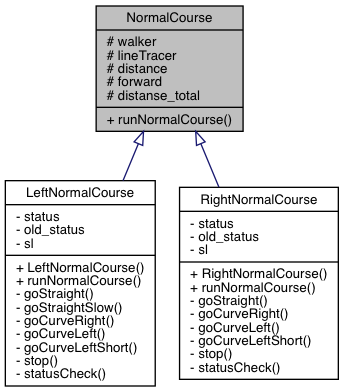 NormalCourse
# walker
# lineTracer
# distance
# forward
# distanse_total
+ runNormalCourse()
LeftNormalCourse
- status
- old_status
- sl
+ LeftNormalCourse()
+ runNormalCourse()
- goStraight()
- goStraightSlow()
- goCurveRight()
- goCurveLeft()
- goCurveLeftShort()
- stop()
- statusCheck()
RightNormalCourse
- status
- old_status
- sl
+ RightNormalCourse()
+ runNormalCourse()
- goStraight()
- goCurveRight()
- goCurveLeft()
- goCurveLeftShort()
- stop()
- statusCheck()